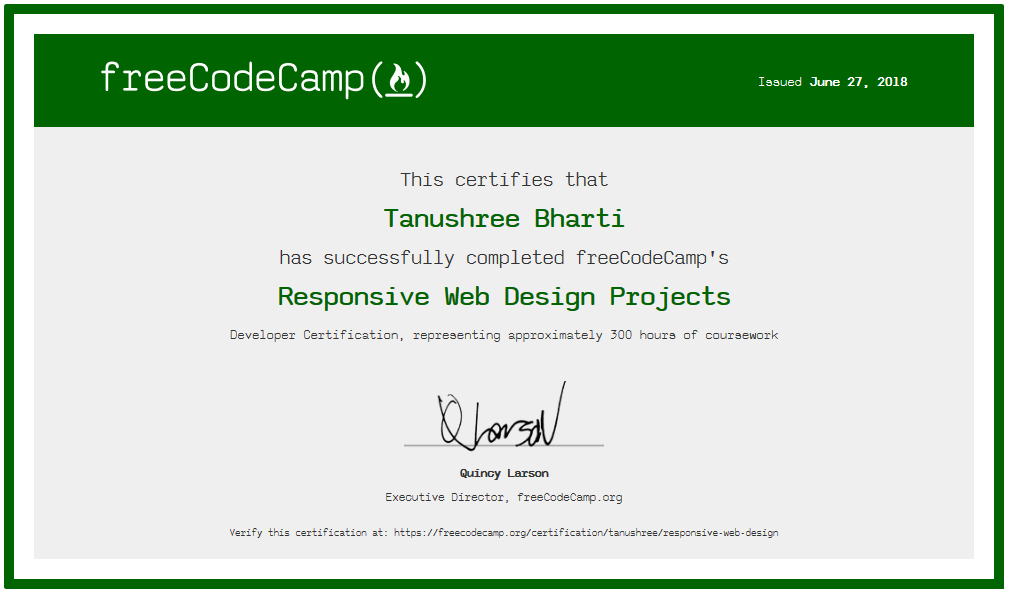 freeCodeCamp(🔥)
Issued June 27, 2018
This certifies that
Tanushree Bharti
has successfully completed freeCodeCamp's
Responsive Web Design Projects
Developer Certification, representing approximately 300 hours of coursework
Q Larson
Quincy Larson
Executive Director, freeCodeCamp.org
Verify this certification at: https://freecodecamp.org/certification/tanushree/responsive-web-design